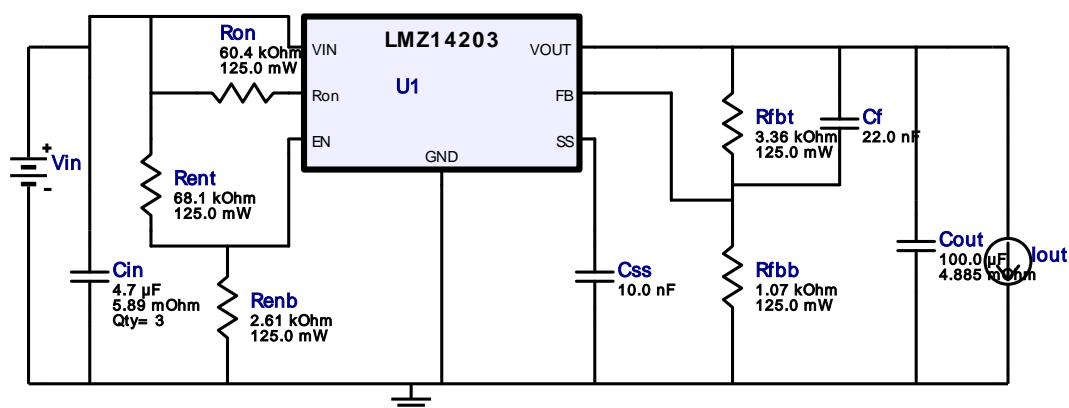 LMZ14203
U1
VIN
Ron
EN
GND
VOUT
FB
SS
Ron
60.4 kOhm
125.0 mW
+
Vin
-
Rent
68.1 kOhm
125.0 mW
Cin
4.7 µF
5.89 mOhm
Qty= 3
Renb
2.61 kOhm
125.0 mW
Css
10.0 nF
Rfbt
3.36 kOhm
125.0 mW
Cf
22.0 nF
Rfbb
1.07 kOhm
125.0 mW
Cout
100.0 µF
4.885 mOhm
Iout